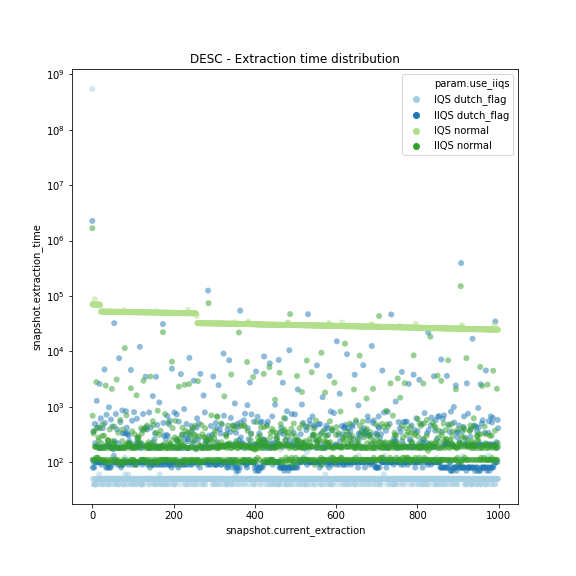 DESC - Extraction time distribution
param.use_iiqs
IQS dutch_flag
IIQS dutch_flag
IQS normal
IIQS normal
10⁹
10⁸
10⁷
10⁶
10⁵
10⁴
10³
10²
snapshot.extraction_time
0 200 400 600 800 1000
snapshot.current_extraction